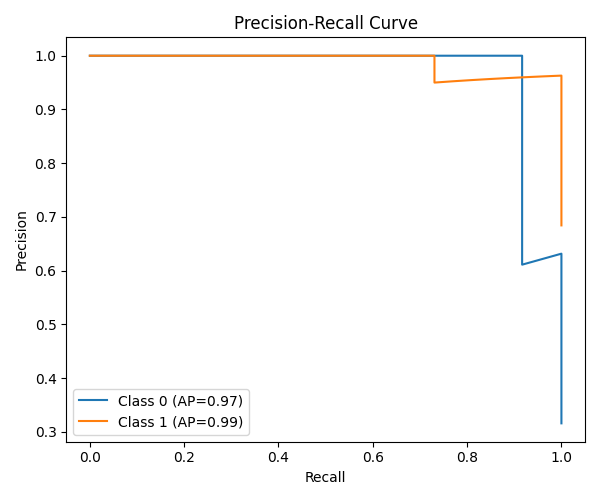 Precision-Recall Curve
Precision
1.0
0.9
0.8
0.7
0.6
0.5
0.4
0.3
Class 0 (AP=0.97)
Class 1 (AP=0.99)
0.0 0.2 0.4 0.6 0.8 1.0
Recall